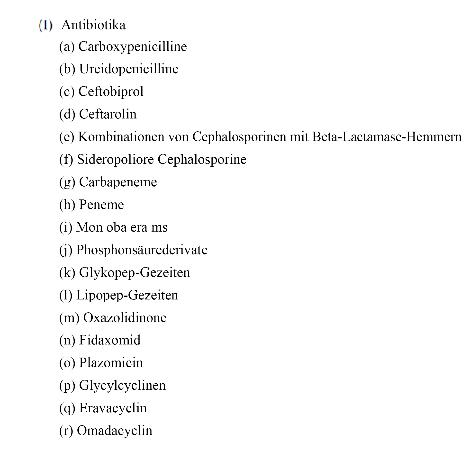 (1) Antibiotika
(a) Carboxypenicilline
(b) Ureidopenicilline
(c) Ceftobiprol
(d) Ceftarolin
(e) Kombinationen von Cephalosporinen mit Beta-Lactamase-Hemmern
(f) Sideropoliore Cephalosporine
(g) Carbapeneme
(h) Peneme
(i) Mon oba era ms
(j) Phosphonsäurederivate
(k) Glykopep-Gezeiten
(l) Lipopep-Gezeiten
(m) Oxazolidinone
(n) Fidaxomid
(o) Plazomicin
(p) Glycylcyclinen
(q) Eravacyclin
(r) Omadacyclin